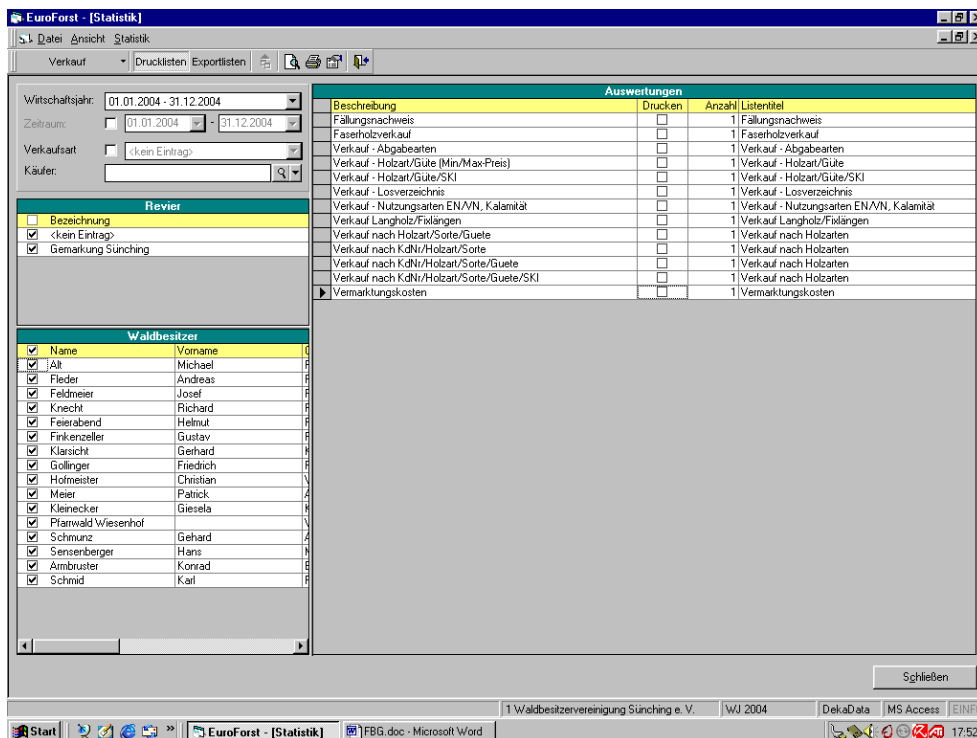 EuroForst - [Statistik]
Datei Ansicht Statistik
Verkauf Drucklisten Exportlisten
Wirtschaftsjahr: 01.01.2004 - 31.12.2004
Zeitraum: 01.01.2004 - 31.12.2004
Verkaufsart <kein Eintrag>
Käufer:
Revier
Bezeichnung
<kein Eintrag>
Gemarkung Sünching
Waldbesitzer
Name Vorname
Alt Michael
Fleder Andreas
Feldmeier Josef
Knecht Richard
Feierabend Helmut
Finkenzeller Gustav
Klarsicht Gerhard
Gollinger Friedrich
Hofmeister Christian
Meier Patrick
Kleinecker Giesela
Pfarrwald Wiesenhof
Schmunz Gehard
Sensenberger Hans
Armbruster Konrad
Schmid Karl
Auswertungen
Beschreibung Drucken Anzahl Listentitel
Fällungsnachweis 1 Fällungsnachweis
Faserholzverkauf 1 Faserholzverkauf
Verkauf - Abgabearten 1 Verkauf - Abgabearten
Verkauf - Holzart/Güte (Min/Max-Preis) 1 Verkauf - Holzart/Güte
Verkauf - Holzart/Güte/SKl 1 Verkauf - Holzart/Güte/SKl
Verkauf - Losverzeichnis 1 Verkauf - Losverzeichnis
Verkauf - Nutzungsarten EN/VN, Kalamität 1 Verkauf - Nutzungsarten EN/VN, Kalamität
Verkauf Langholz/Fixlängen 1 Verkauf Langholz/Fixlängen
Verkauf nach Holzart/Sorte/Guete 1 Verkauf nach Holzarten
Verkauf nach KdNr/Holzart/Sorte 1 Verkauf nach Holzarten
Verkauf nach KdNr/Holzart/Sorte/Guete 1 Verkauf nach Holzarten
Verkauf nach KdNr/Holzart/Sorte/Guete/SKl 1 Verkauf nach Holzarten
Vermarktungskosten 1 Vermarktungskosten
Schließen
1 Waldbesitzervereinigung Sünching e. V. WJ 2004 DekaData MS Access EINF
Start » EuroForst - [Statistik] FBG.doc - Microsoft Word 17:52